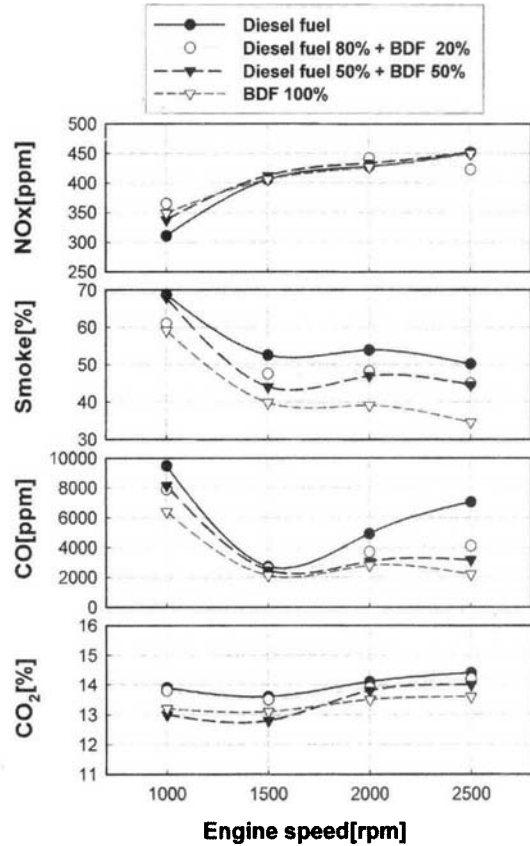 Diesel fuel
Diesel fuel 80% + BDF 20%
Diesel fuel 50% + BDF 50%
BDF 100%
NOx[ppm]
500
450
400
350
300
250
Smoke[%]
70
60
50
40
30
CO[ppm]
10000
8000
6000
4000
2000
0
CO₂[%]
16
15
14
13
12
11
1000 1500 2000 2500
Engine speed[rpm]